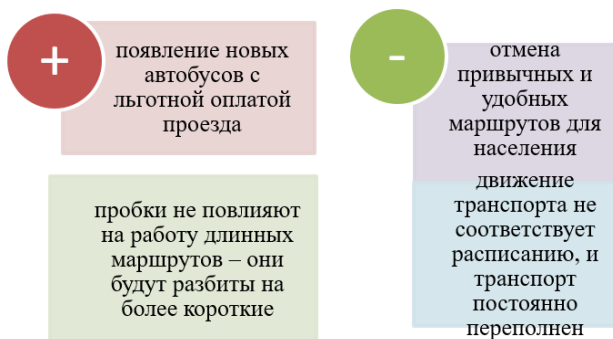 +
появление новых
автобусов с
льготной оплатой
проезда
пробки не повлияют
на работу длинных
маршрутов – они
будут разбиты на
более короткие
-
отмена
привычных и
удобных
маршрутов для
населения
движение
транспорта не
соответствует
расписанию, и
транспорт
постоянно
переполнен